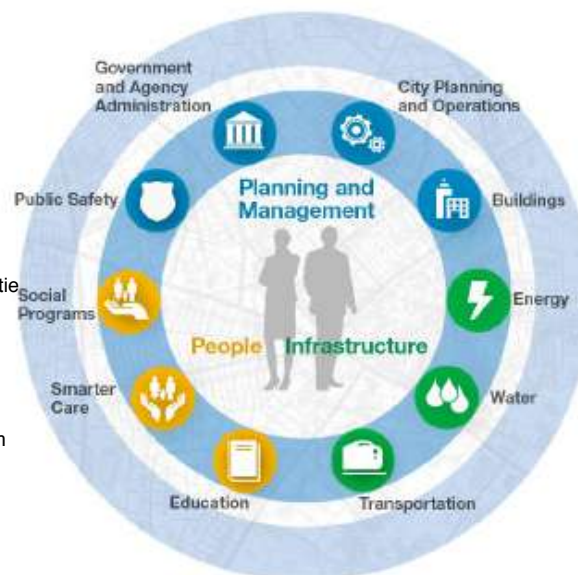 Government
and Agency
Administration
City Planning
and Operations
Planning and
Management
Public Safety
Buildings
tie
Social
Programs
Energy
People
Infrastructure
Smarter
Care
Water
n
Education
Transportation